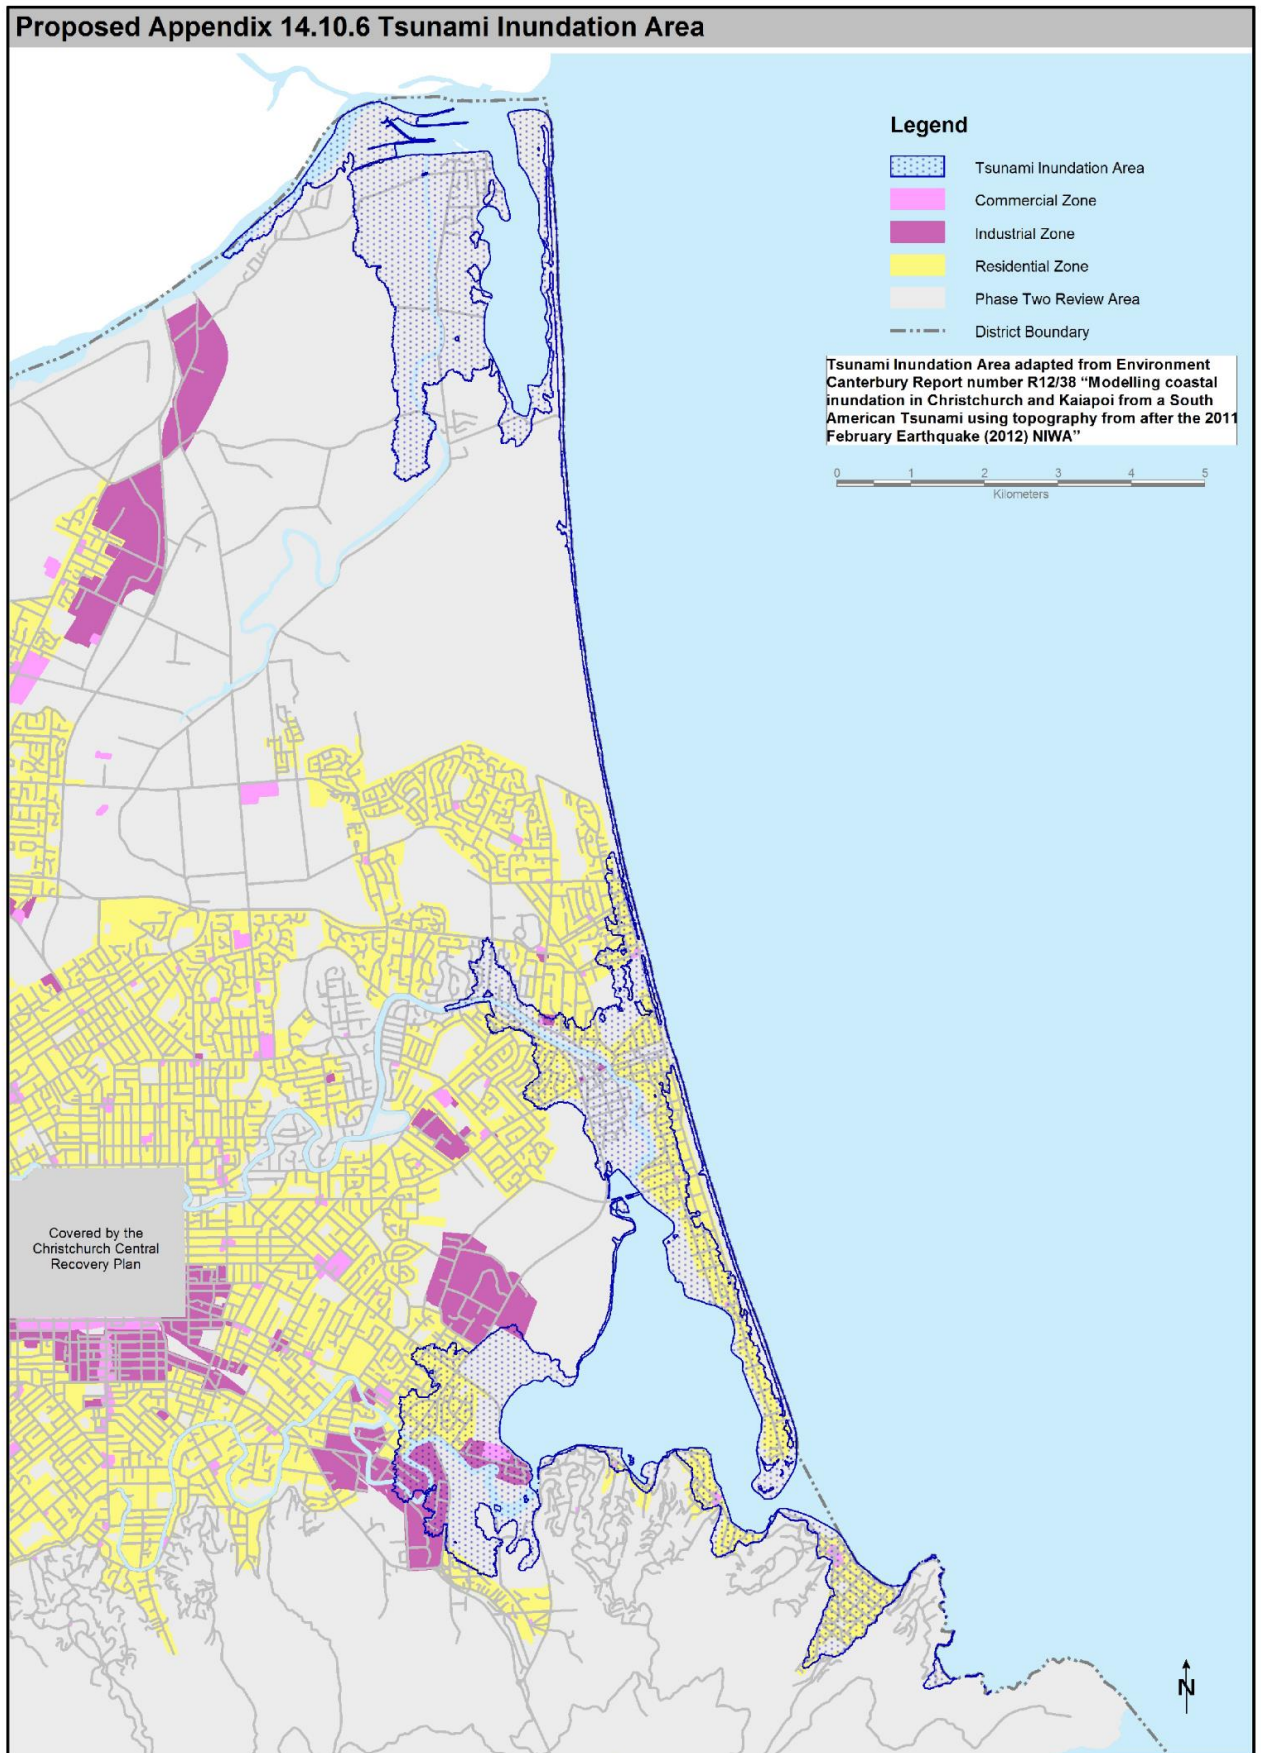 Proposed Appendix 14.10.6 Tsunami Inundation Area
Legend
Tsunami Inundation Area
Commercial Zone
Industrial Zone
Residential Zone
Phase Two Review Area
District Boundary
Tsunami Inundation Area adapted from Environment
Canterbury Report number R12/38 “Modelling coastal
inundation in Christchurch and Kaiapoi from a South
American Tsunami using topography from after the 2011
February Earthquake (2012) NIWA”
0 1 2 3 4 5
Kilometers
Covered by the
Christchurch Central
Recovery Plan
N